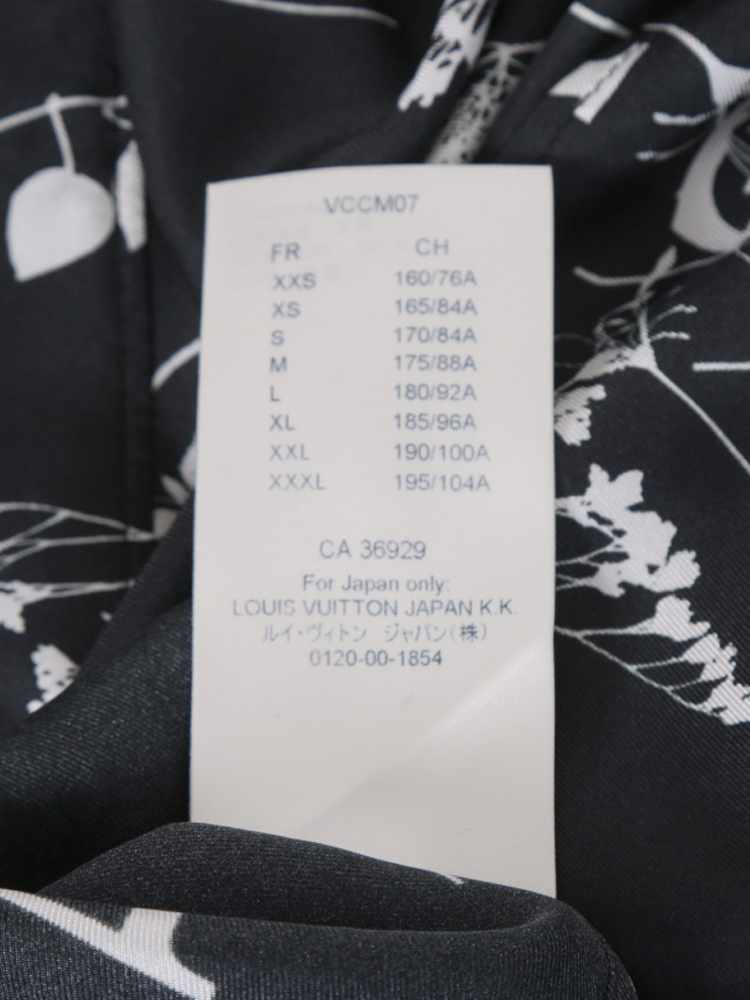 VCCM07
FR CH
XXS 160/76A
XS 165/84A
S 170/84A
M 175/88A
L 180/92A
XL 185/96A
XXL 190/100A
XXXL 195/104A
CA 36929
For Japan only:
LOUIS VUITTON JAPAN K.K.
ルイ・ヴィトン ジャパン(株)
0120-00-1854